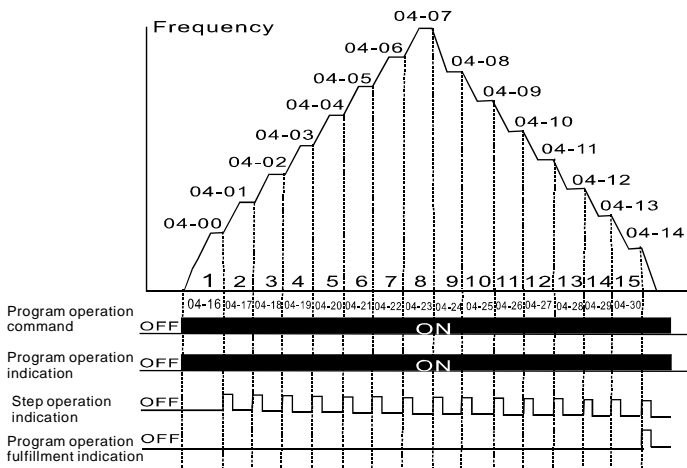 Frequency
04-07
04-06
04-08
04-05
04-09
04-04
04-10
04-03
04-11
04-02
04-12
04-01
04-13
04-00
04-14
1 2 3 4 5 6 7 8 9 10 11 12 13 14 15
04-16 04-17 04-18 04-19 04-20 04-21 04-22 04-23 04-24 04-25 04-26 04-27 04-28 04-29 04-30
Program operation
command
OFF
ON
Program operation
indication
OFF
ON
Step operation
indication
OFF
Program operation
fulfillment indication
OFF